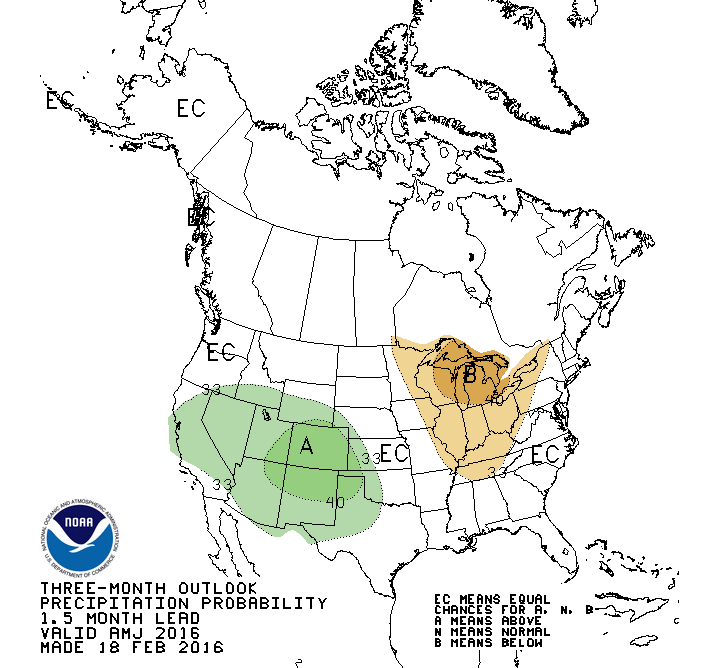 EC
EC
EC
EC
33
B
40
A
33
EC
EC
33
33
40
NATIONAL OCEANIC AND ATMOSPHERIC ADMINISTRATION
NOAA
U.S. DEPARTMENT OF COMMERCE
THREE-MONTH OUTLOOK
PRECIPITATION PROBABILITY
1.5 MONTH LEAD
VALID AMJ 2016
MADE 18 FEB 2016
EC MEANS EQUAL
CHANCES FOR A, N, B
A MEANS ABOVE
N MEANS NORMAL
B MEANS BELOW